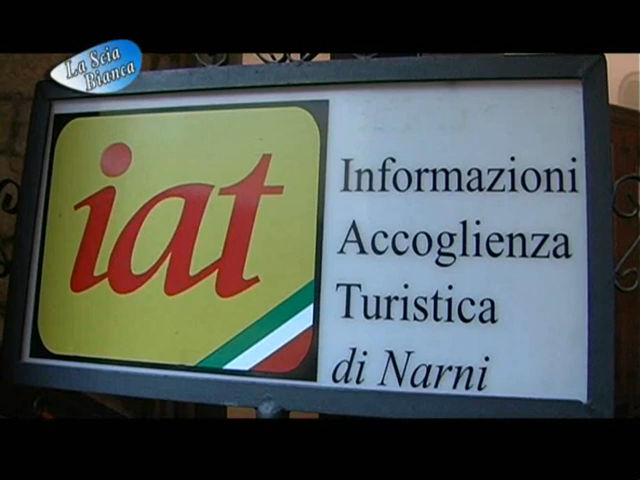 La Scia
Bianca
iat
Informazioni
Accoglienza
Turistica
di Narni